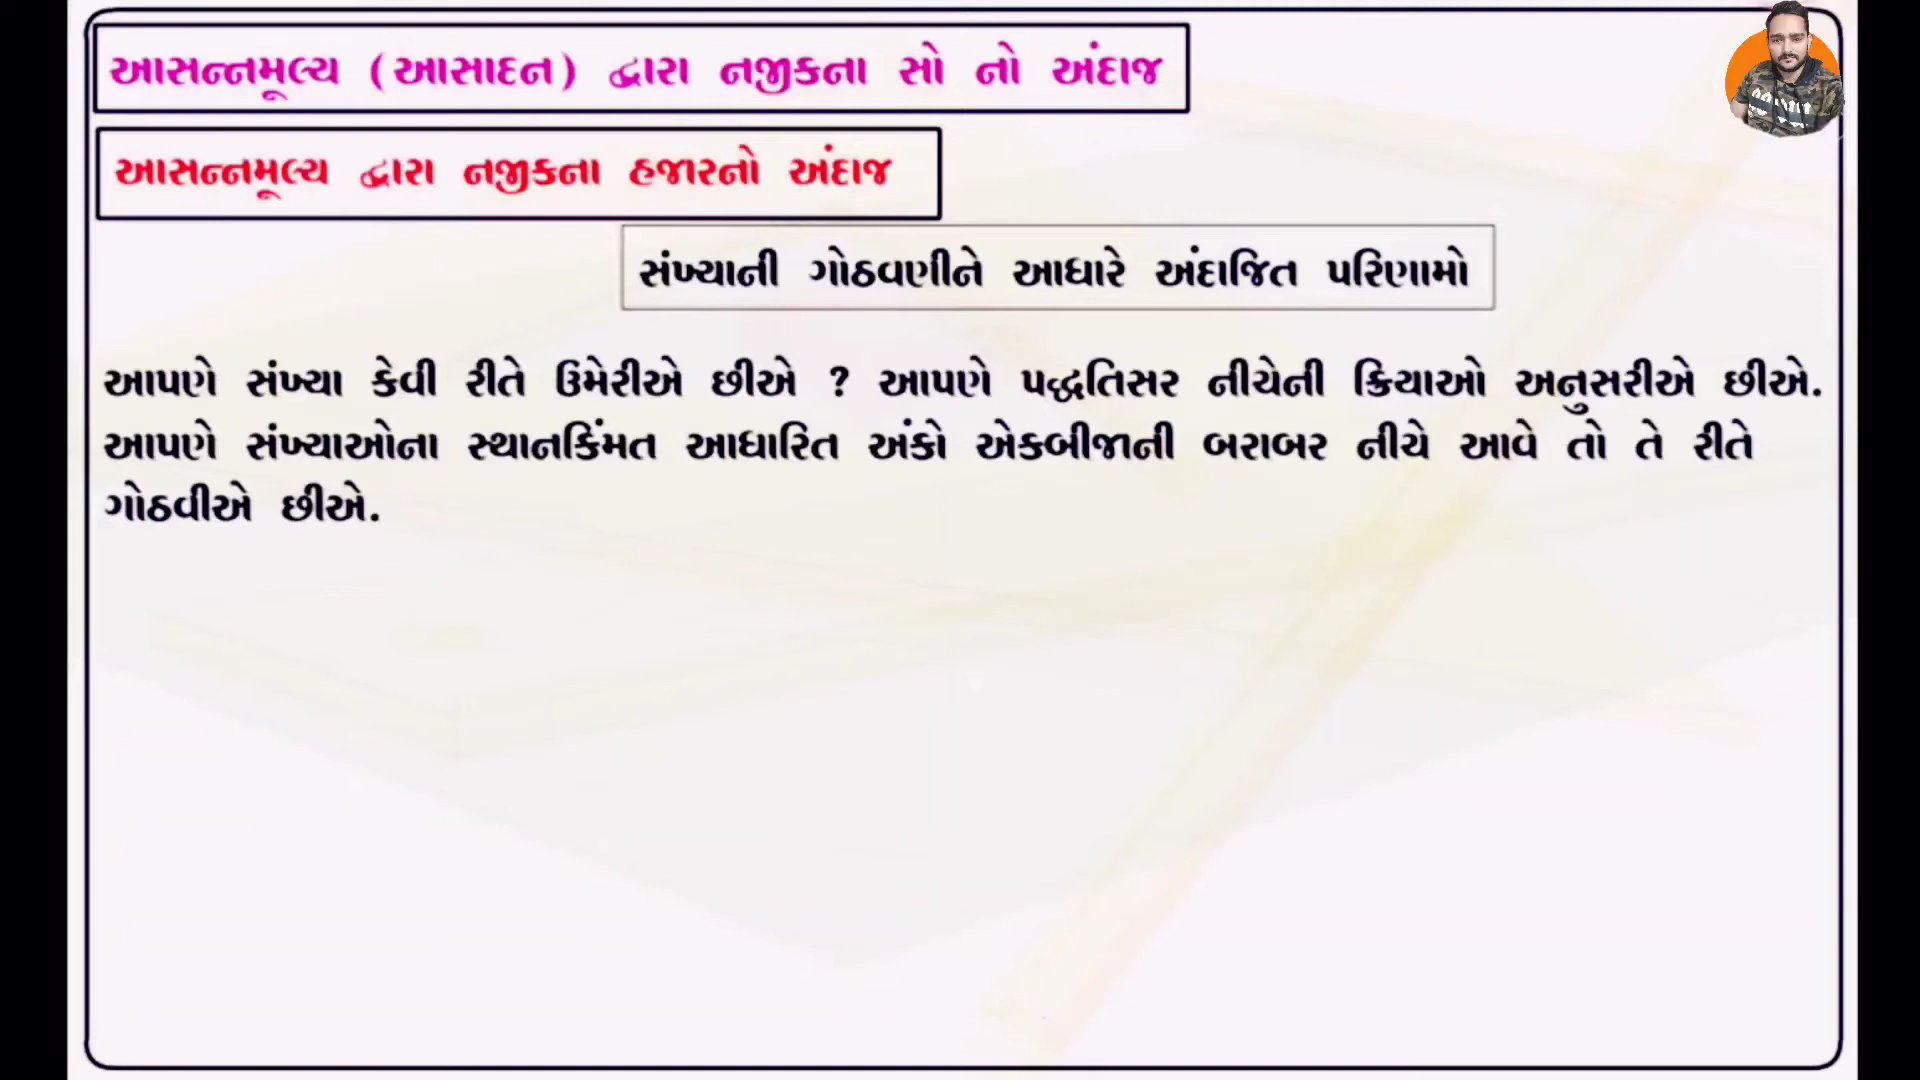 આસન્નમૂલ્ય (આસાદન) દ્વારા નજીકના સો નો અંદાજ
આસન્નમૂલ્ય દ્વારા નજીકના હજારનો અંદાજ
સંખ્યાની ગોઠવણીને આધારે અંદાજિત પરિણામો
આપણે સંખ્યા કેવી રીતે ઉમેરીએ છીએ ? આપણે પદ્ધતિસર નીચેની ક્રિયાઓ અનુસરીએ છીએ.
આપણે સંખ્યાઓના સ્થાનકિંમત આધારિત અંકો એકબીજાની બરાબર નીચે આવે તો તે રીતે
ગોઠવીએ છીએ.